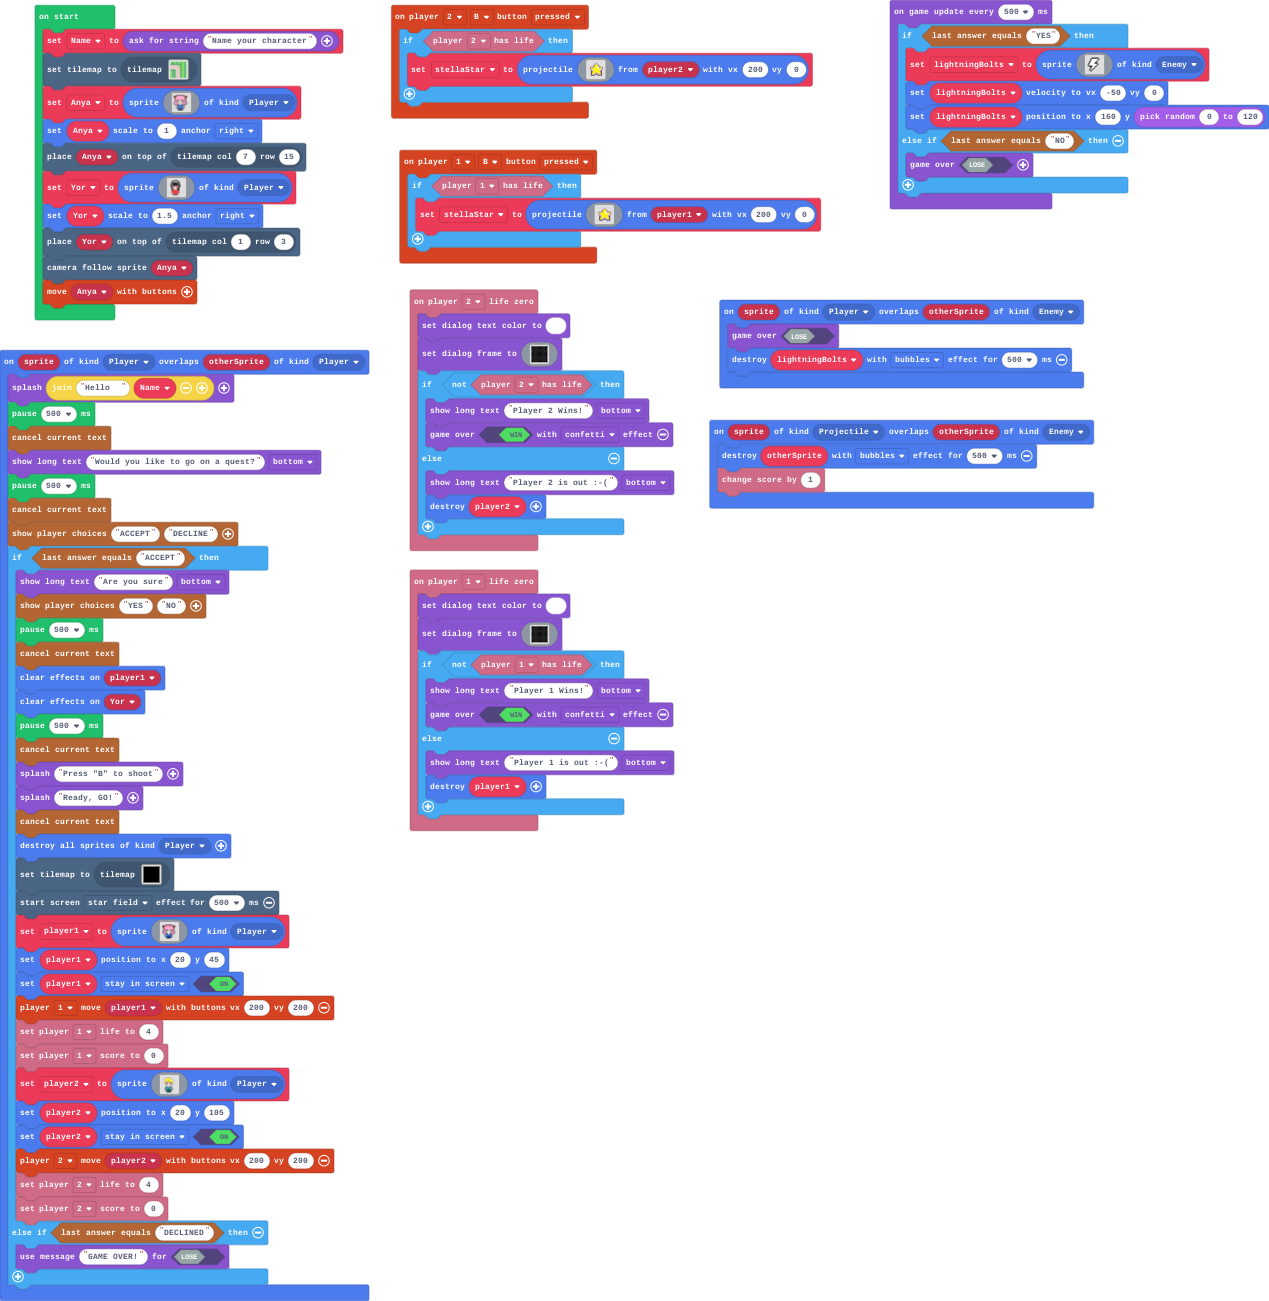 on start
set Name to ask for string "Name your character"
set tilemap to tilemap
set Anya to sprite of kind Player
set Anya scale to 1 anchor right
place Anya on top of tilemap col 7 row 15
set Yor to sprite of kind Player
set Yor scale to 1.5 anchor right
place Yor on top of tilemap col 1 row 3
camera follow sprite Anya
move Anya with buttons
on sprite of kind Player overlaps otherSprite of kind Player
splash join "Hello " Name
pause 500 ms
cancel current text
show long text "Would you like to go on a quest?" bottom
pause 500 ms
cancel current text
show player choices "ACCEPT" "DECLINE"
if last answer equals "ACCEPT" then
show long text "Are you sure" bottom
show player choices "YES" "NO"
pause 500 ms
cancel current text
clear effects on player1
clear effects on Yor
pause 500 ms
cancel current text
splash "Press "B" to shoot"
splash "Ready, GO!"
cancel current text
destroy all sprites of kind Player
set tilemap to tilemap
start screen star field effect for 500 ms
set player1 to sprite of kind Player
set player1 position to x 20 y 45
set player1 stay in screen ON
player 1 move player1 with buttons vx 200 vy 200
set player 1 life to 4
set player 1 score to 0
set player2 to sprite of kind Player
set player2 position to x 20 y 105
set player2 stay in screen ON
player 2 move player2 with buttons vx 200 vy 200
set player 2 life to 4
set player 2 score to 0
else if last answer equals "DECLINED" then
use message "GAME OVER!" for LOSE
on player 2 B button pressed
if player 2 has life then
set stellaStar to projectile from player2 with vx 200 vy 0
on player 1 B button pressed
if player 1 has life then
set stellaStar to projectile from player1 with vx 200 vy 0
on player 2 life zero
set dialog text color to
set dialog frame to
if not player 2 has life then
show long text "Player 2 Wins!" bottom
game over WIN with confetti effect
else
show long text "Player 2 is out :-(" bottom
destroy player2
on player 1 life zero
set dialog text color to
set dialog frame to
if not player 1 has life then
show long text "Player 1 Wins!" bottom
game over WIN with confetti effect
else
show long text "Player 1 is out :-(" bottom
destroy player1
on game update every 500 ms
if last answer equals "YES" then
set lightningBolts to sprite of kind Enemy
set lightningBolts velocity to vx -50 vy 0
set lightningBolts position to x 160 y pick random 0 to 120
else if last answer equals "NO" then
game over LOSE
on sprite of kind Player overlaps otherSprite of kind Enemy
game over LOSE
destroy lightningBolts with bubbles effect for 500 ms
on sprite of kind Projectile overlaps otherSprite of kind Enemy
destroy otherSprite with bubbles effect for 500 ms
change score by 1